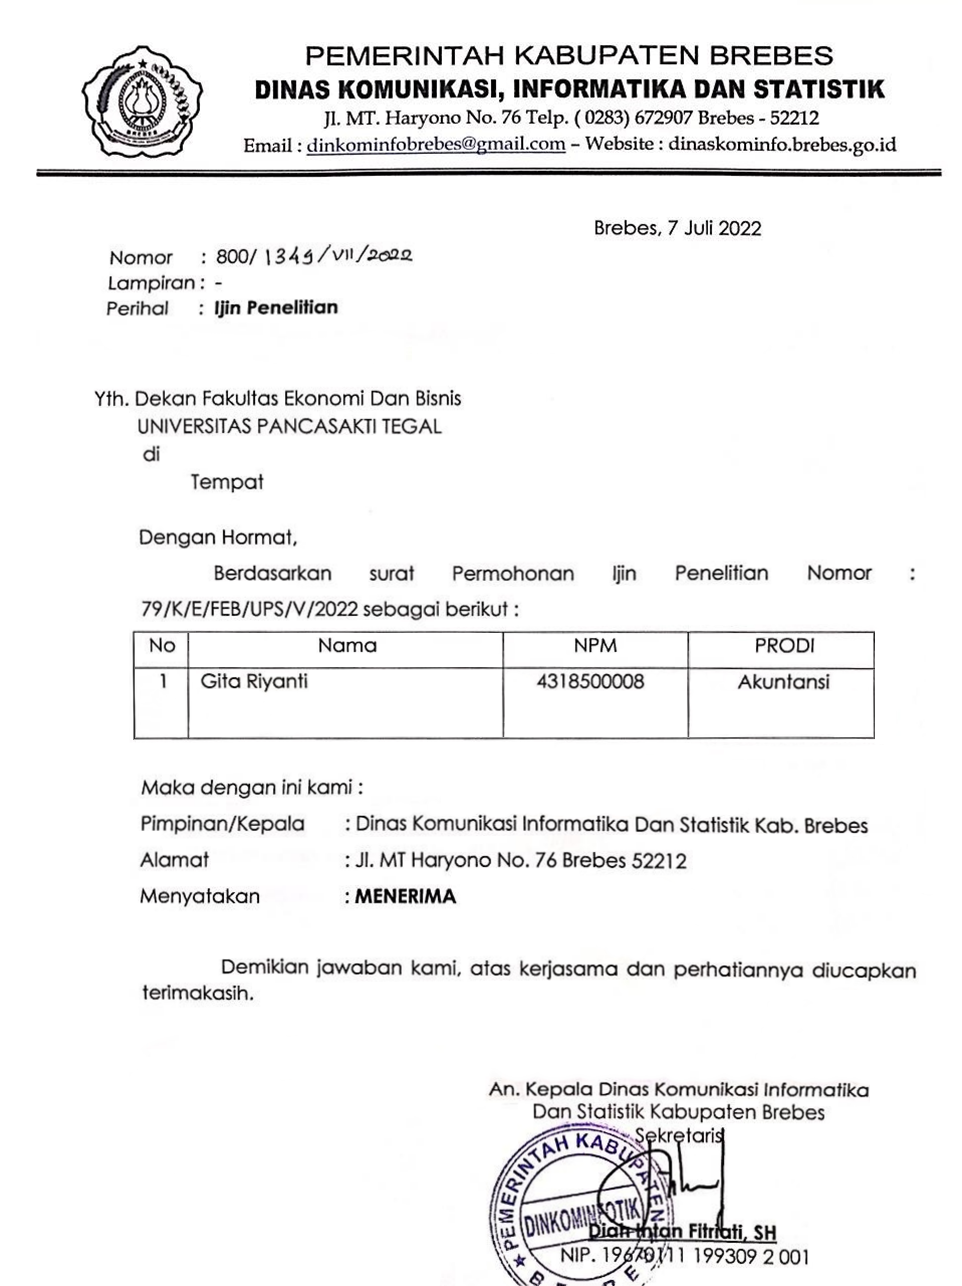 PEMERINTAH KABUPATEN BREBES
DINAS KOMUNIKASI, INFORMATIKA DAN STATISTIK
Jl. MT. Haryono No. 76 Telp. ( 0283) 672907 Brebes - 52212
Email : dinkominfobrebes@gmail.com – Website : dinaskominfo.brebes.go.id
BREBES
Brebes, 7 Juli 2022
Nomor : 800/ 1349/VII/2022
Lampiran : -
Perihal : Ijin Penelitian
Yth. Dekan Fakultas Ekonomi Dan Bisnis
UNIVERSITAS PANCASAKTI TEGAL
di
Tempat
Dengan Hormat,
Berdasarkan surat Permohonan Ijin Penelitian Nomor :
79/K/E/FEB/UPS/V/2022 sebagai berikut :
No Nama NPM PRODI
1 Gita Riyanti 4318500008 Akuntansi
Maka dengan ini kami :
Pimpinan/Kepala : Dinas Komunikasi Informatika Dan Statistik Kab. Brebes
Alamat : Jl. MT Haryono No. 76 Brebes 52212
Menyatakan : MENERIMA
Demikian jawaban kami, atas kerjasama dan perhatiannya diucapkan
terimakasih.
An. Kepala Dinas Komunikasi Informatika
Dan Statistik Kabupaten Brebes
Sekretaris
PEMERINTAH KABUPATEN
DINKOMINFOTIK
Diah Intan Fitriati, SH
NIP. 19670111 199309 2 001